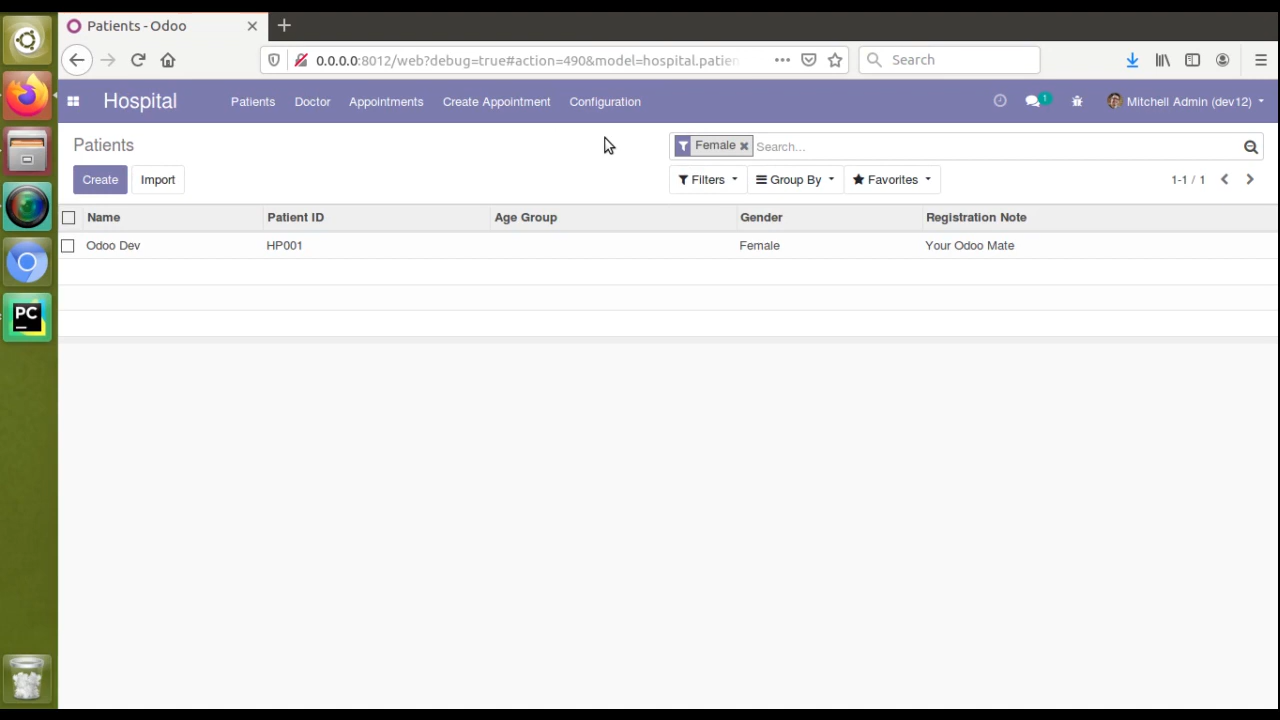 Patients - Odoo
0.0.0.0:8012/web?debug=true#action=490&model=hospital.patien
Search
Hospital
Patients
Doctor
Appointments
Create Appointment
Configuration
1
Mitchell Admin (dev12)
Patients
Female
Search...
Create
Import
Filters
Group By
Favorites
1-1 / 1
Name
Patient ID
Age Group
Gender
Registration Note
Odoo Dev
HP001
Female
Your Odoo Mate
PC